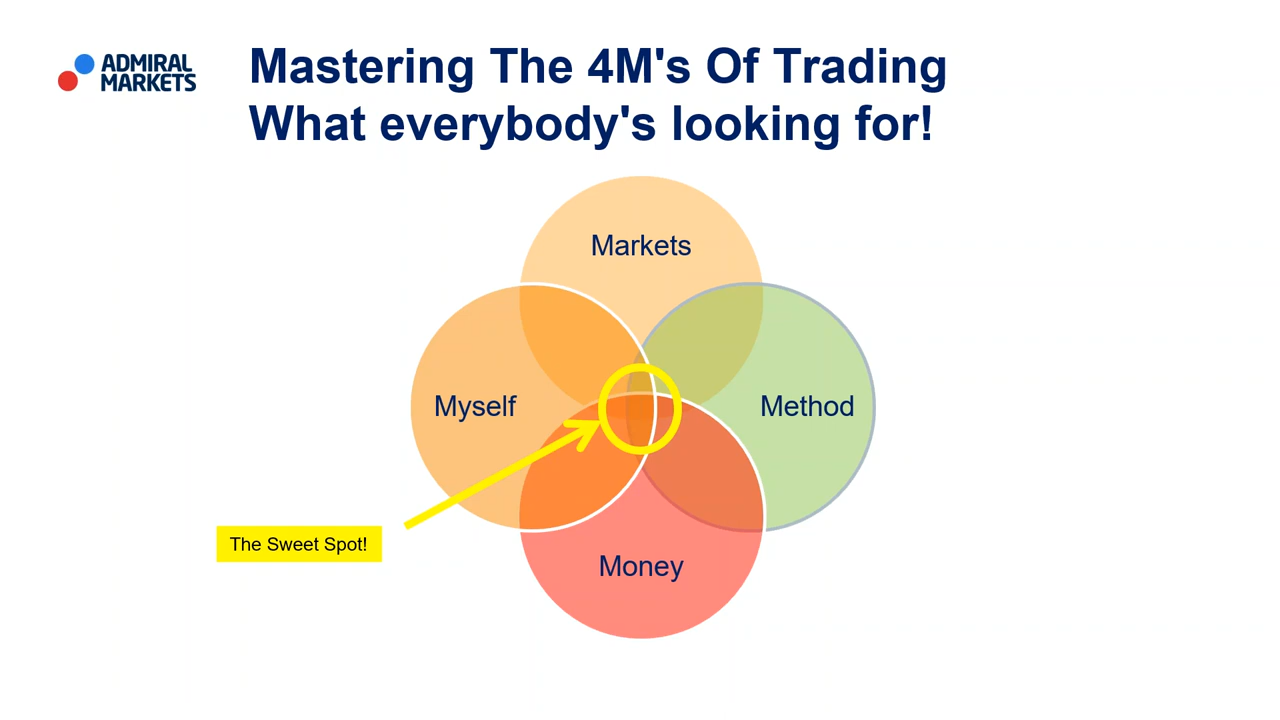 ADMIRAL
MARKETS
Mastering The 4M's Of Trading
What everybody's looking for!
Markets
Myself
Method
The Sweet Spot!
Money